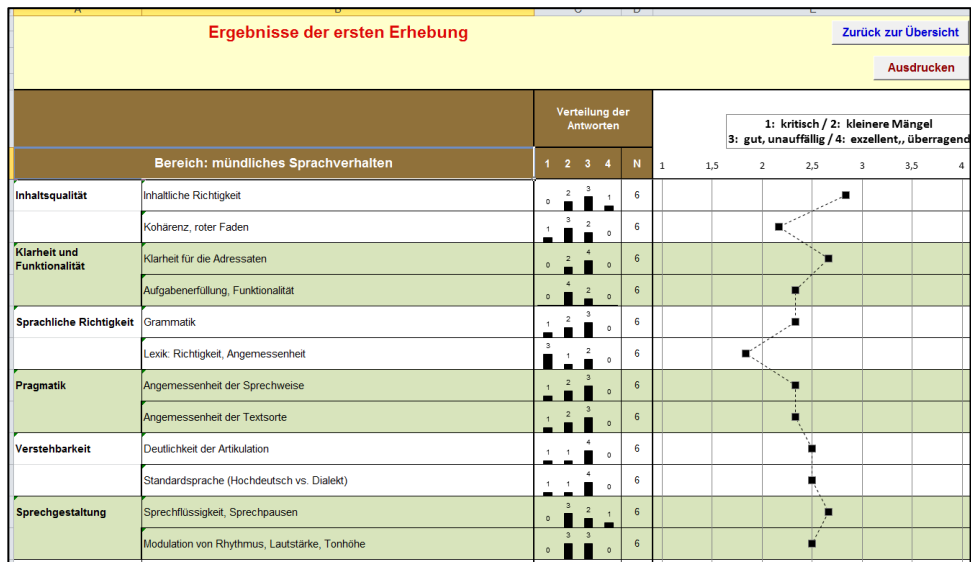 Ergebnisse der ersten Erhebung
Zurück zur Übersicht
Ausdrucken
Verteilung der
Antworten
1: kritisch / 2: kleinere Mängel
3: gut, unauffällig / 4: exzellent,, überragend
Bereich: mündliches Sprachverhalten 1 2 3 4 N 1 1,5 2 2,5 3 3,5 4
Inhaltsqualität Inhaltliche Richtigkeit 0 2 3 1 6
Kohärenz, roter Faden 1 3 2 0 6
Klarheit und
Funktionalität Klarheit für die Adressaten 0 2 4 0 6
Aufgabenerfüllung, Funktionalität 0 4 2 0 6
Sprachliche Richtigkeit Grammatik 1 2 3 0 6
Lexik: Richtigkeit, Angemessenheit 3 1 2 0 6
Pragmatik Angemessenheit der Sprechweise 1 2 3 0 6
Angemessenheit der Textsorte 1 2 3 0 6
Verstehbarkeit Deutlichkeit der Artikulation 1 1 4 0 6
Standardsprache (Hochdeutsch vs. Dialekt) 1 1 4 0 6
Sprechgestaltung Sprechflüssigkeit, Sprechpausen 0 3 2 1 6
Modulation von Rhythmus, Lautstärke, Tonhöhe 0 3 3 0 6